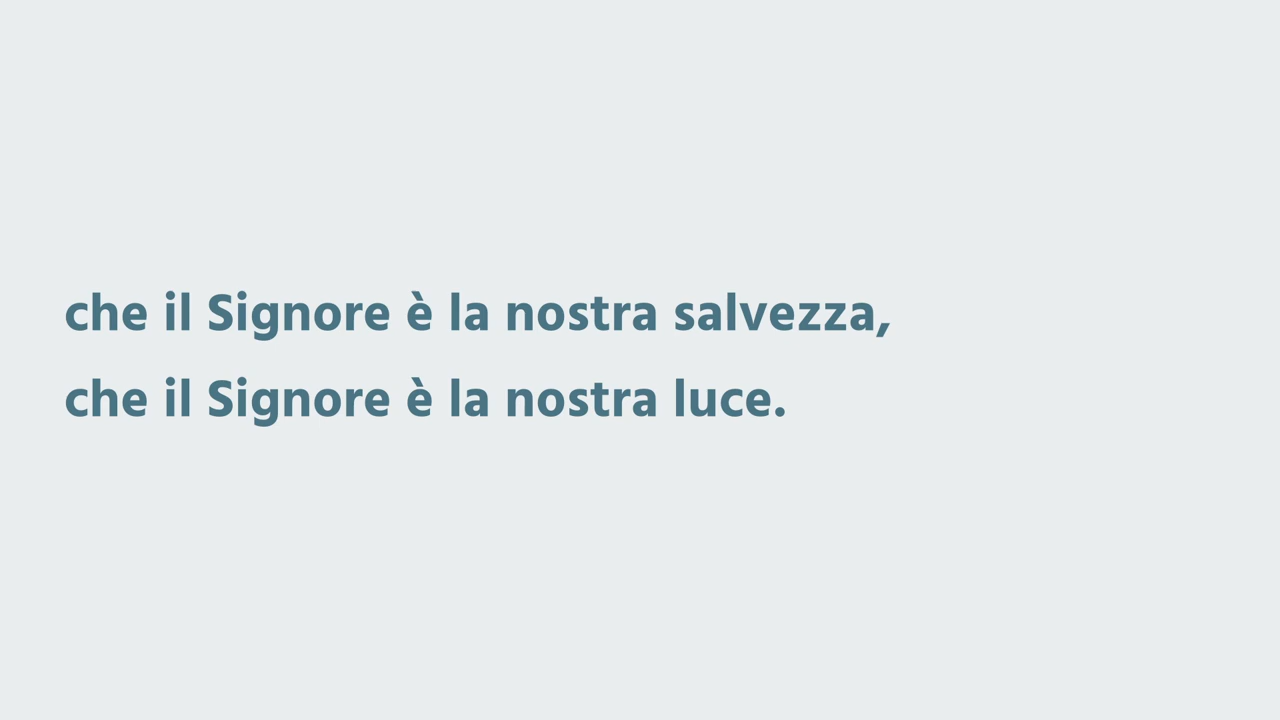 che il Signore è la nostra salvezza,
che il Signore è la nostra luce.